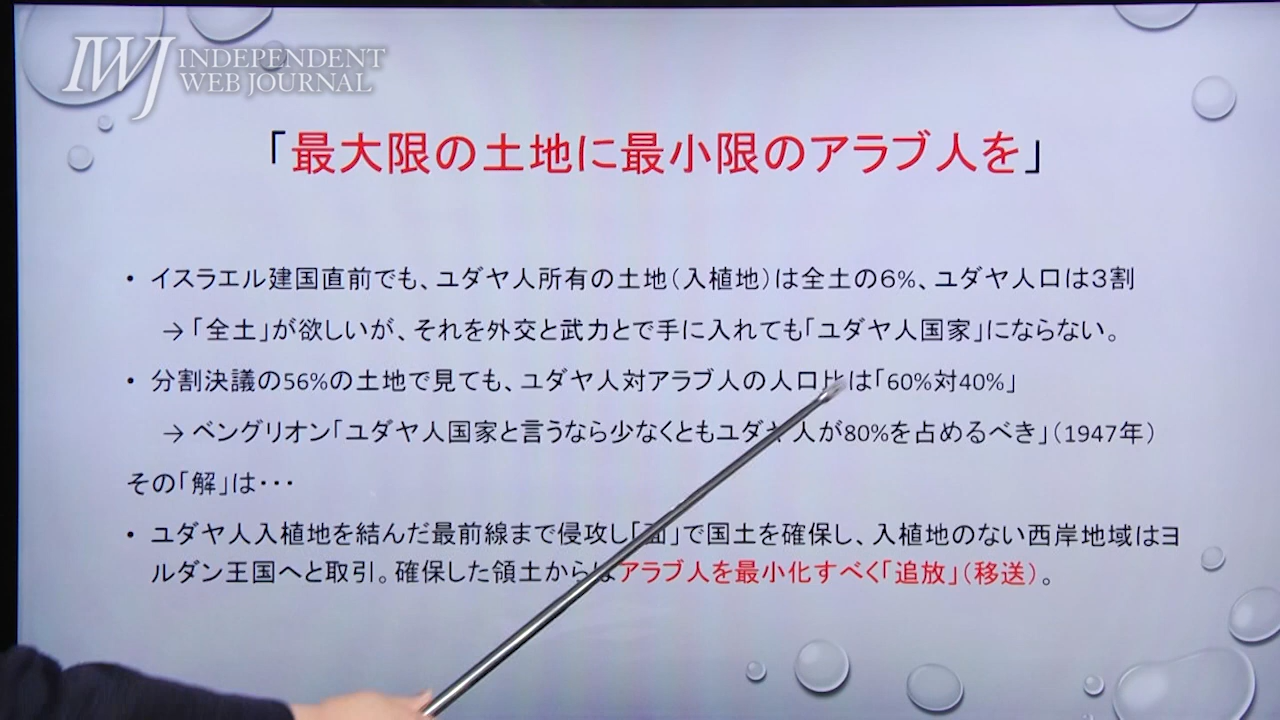 IWJ INDEPENDENT
WEB JOURNAL
「最大限の土地に最小限のアラブ人を」
• イスラエル建国直前でも、ユダヤ人所有の土地（入植地）は全土の６%、ユダヤ人口は３割
→「全土」が欲しいが、それを外交と武力とで手に入れても「ユダヤ人国家」にならない。
• 分割決議の56%の土地で見ても、ユダヤ人対アラブ人の人口比は「60%対40%」
→ ベングリオン「ユダヤ人国家と言うなら少なくともユダヤ人が80%を占めるべき」（1947年）
その「解」は・・・
• ユダヤ人入植地を結んだ最前線まで侵攻し「面」で国土を確保し、入植地のない西岸地域はヨ
ルダン王国へと取引。確保した領土からはアラブ人を最小化すべく「追放」（移送）。